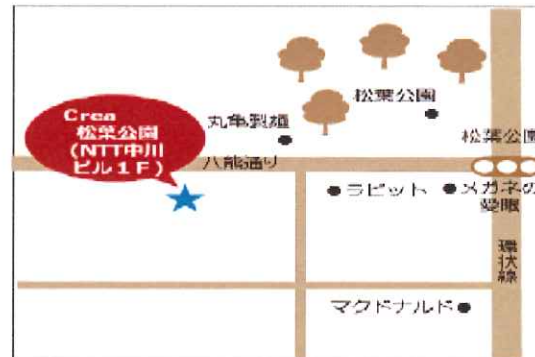 Crea
松葉公園
(NTT中川
ビル1F)
丸亀製麺
松葉公園
松葉公園
八熊通り
ラビット
メガネの
愛眼
環状線
マクドナルド